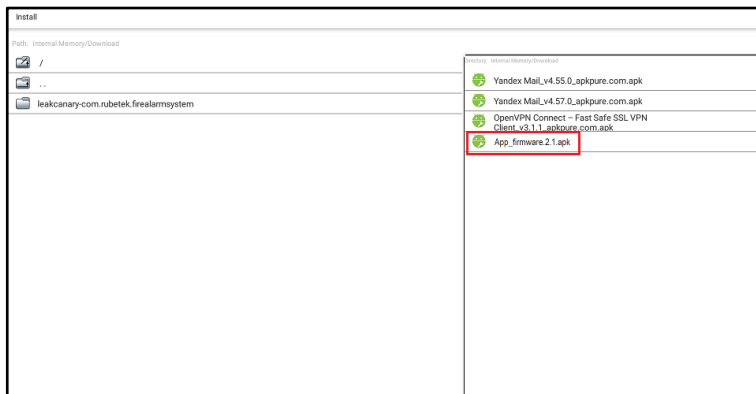 Install
Path: Internal Memory/Download
/
..
leakcanary-com.rubetek.firealarmsystem
Directory: Internal Memory/Download
Yandex Mail_v4.55.0_apkpure.com.apk
Yandex Mail_v4.57.0_apkpure.com.apk
OpenVPN Connect – Fast Safe SSL VPN
Client_v3.1.1_apkpure.com.apk
App_firmware.2.1.apk